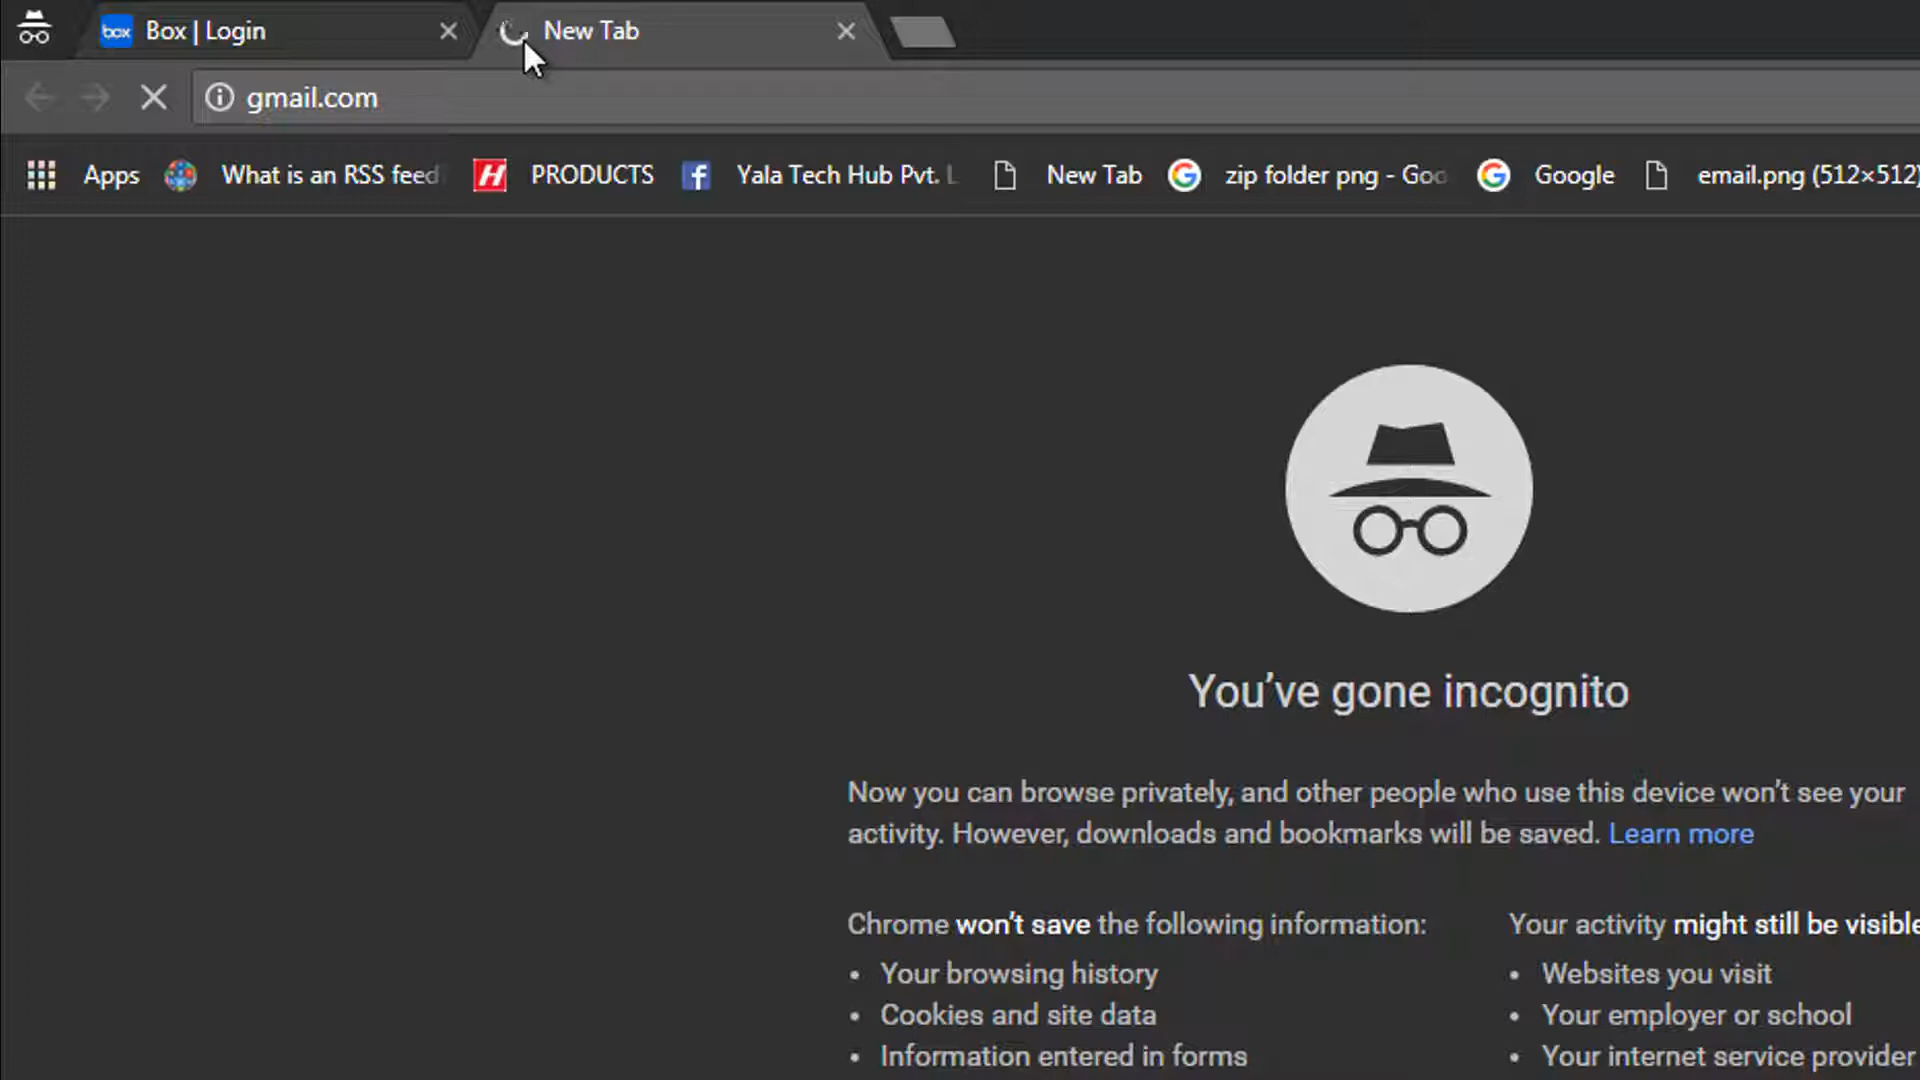 box Box | Login
New Tab
gmail.com
Apps What is an RSS feed PRODUCTS Yala Tech Hub Pvt. New Tab zip folder png - Goo Google email.png (512×512)
You've gone incognito
Now you can browse privately, and other people who use this device won't see your
activity. However, downloads and bookmarks will be saved. Learn more
Chrome won't save the following information:
• Your browsing history
• Cookies and site data
• Information entered in forms
Your activity might still be visible
• Websites you visit
• Your employer or school
• Your internet service provider